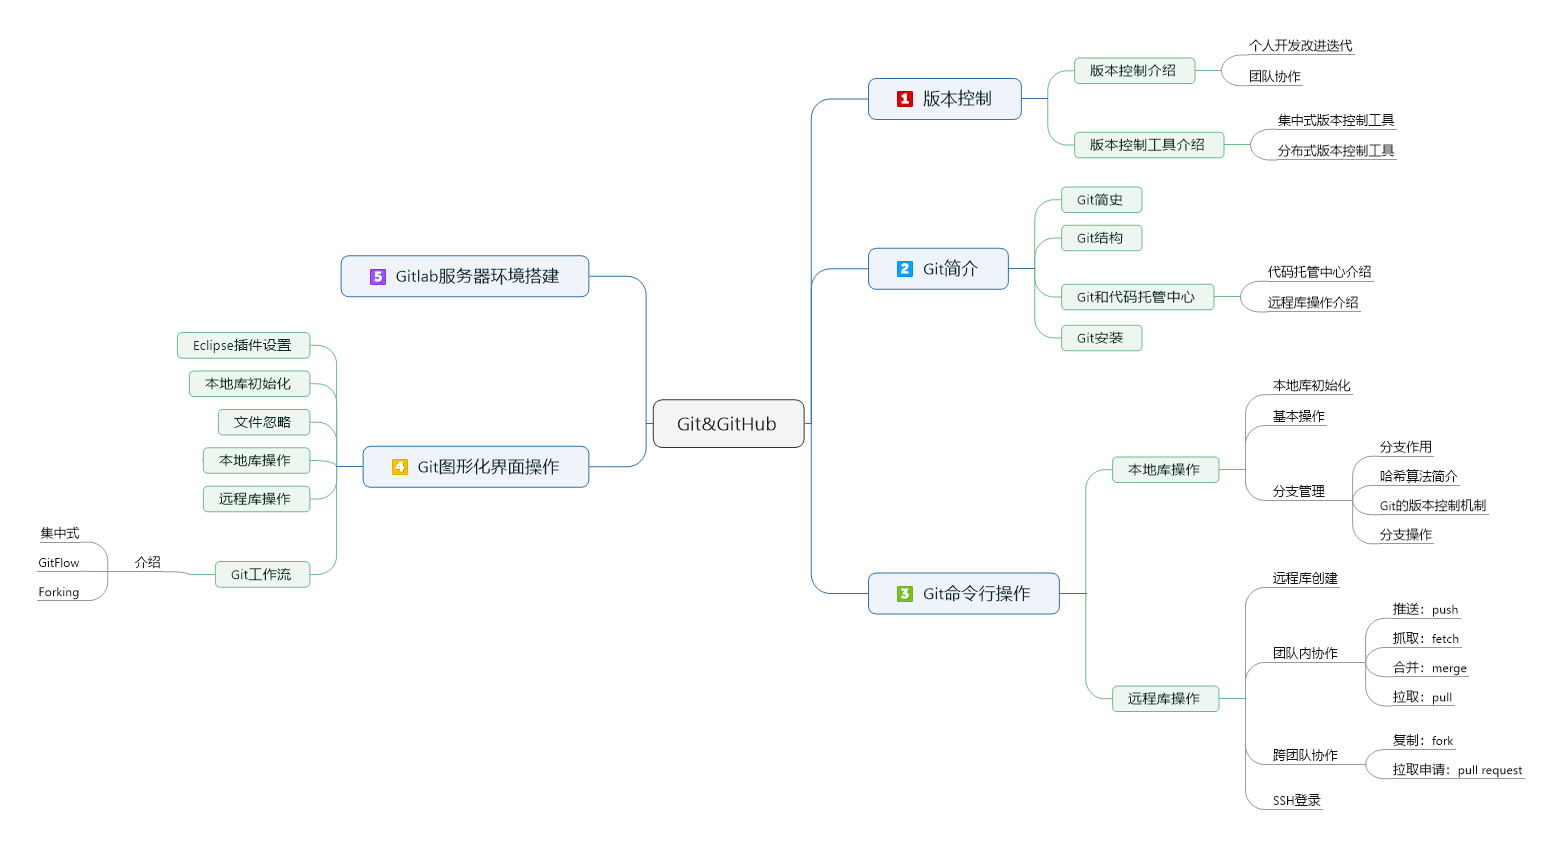 Git&GitHub
1 版本控制
版本控制介绍
个人开发改进迭代
团队协作
版本控制工具介绍
集中式版本控制工具
分布式版本控制工具
2 Git简介
Git简史
Git结构
Git和代码托管中心
代码托管中心介绍
远程库操作介绍
Git安装
3 Git命令行操作
本地库操作
本地库初始化
基本操作
分支管理
分支作用
哈希算法简介
Git的版本控制机制
分支操作
远程库操作
远程库创建
团队内协作
推送：push
抓取：fetch
合并：merge
拉取：pull
跨团队协作
复制：fork
拉取申请：pull request
SSH登录
4 Git图形化界面操作
Eclipse插件设置
本地库初始化
文件忽略
本地库操作
远程库操作
Git工作流
介绍
集中式
GitFlow
Forking
5 Gitlab服务器环境搭建